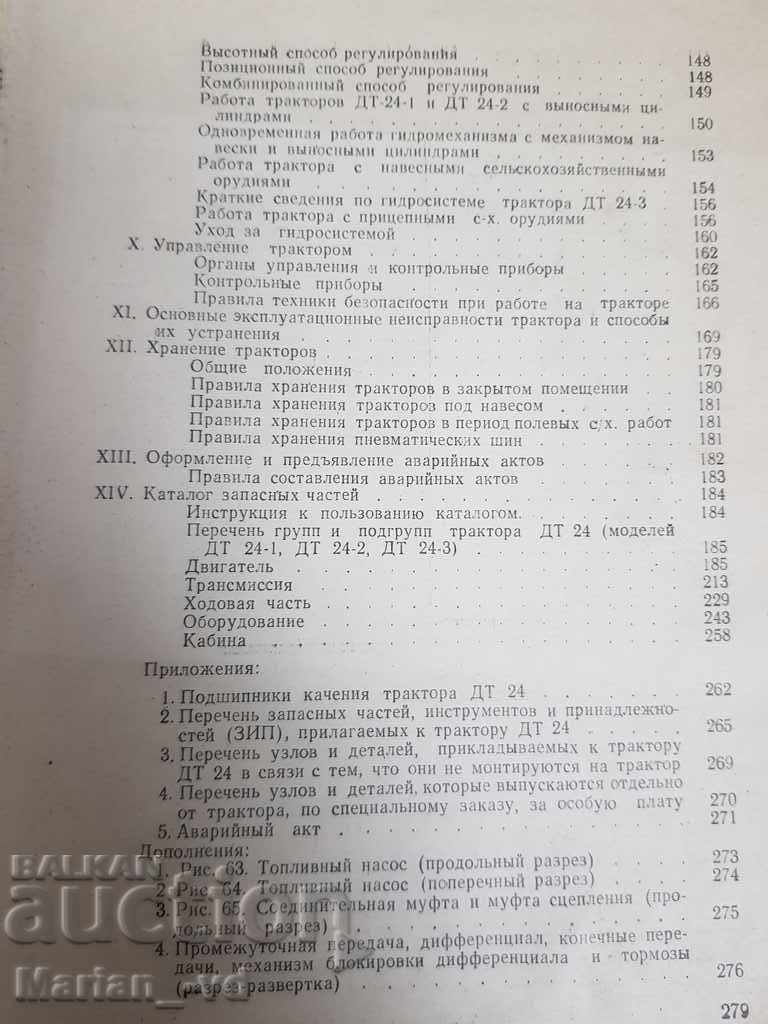 Высотный способ регулирования . . . . . . . 148
Позиционный способ регулирования . . . . . . 148
Комбинированный способ регулирования . . . . 149
Работа тракторов ДТ-24-1 и ДТ 24-2 с выносными ци-
линдрами . . . . . . . . . . . . . 150
Одновременная работа гидромеханизма с механизмом на-
вески и выносными цилиндрами . . . . . . . 153
Работа трактора с навесными сельскохозяйственными
орудиями . . . . . . . . . . . . . 154
Краткие сведения по гидросистеме трактора ДТ 24-3 . 156
Работа трактора с прицепными с-х. орудиями . . . . 156
Уход за гидросистемой . . . . . . . . . . 160
X. Управление трактором . . . . . . . . . . . 162
Органы управления и контрольные приборы . . . . 162
Контрольные приборы . . . . . . . . . . 165
Правила техники безопасности при работе на тракторе 166
XI. Основные эксплуатационные неисправности трактора и способы
их устранения . . . . . . . . . . . . . 169
XII. Хранение тракторов . . . . . . . . . . . . 179
Общие положения . . . . . . . . . . . 179
Правила хранения тракторов в закрытом помещении . . 180
Правила хранения тракторов под навесом . . . . . 181
Правила хранения тракторов в период полевых с/х. работ 181
Правила хранения пневматических шин . . . . . 181
XIII. Оформление и предъявление аварийных актов . . . . . 182
Правила составления аварийных актов . . . . . . 183
XIV. Каталог запасных частей . . . . . . . . . . . 184
Инструкция к пользованию каталогом. . . . . . . 184
Перечень групп и подгрупп трактора ДТ 24 (моделей
ДТ 24-1, ДТ 24-2, ДТ 24-3) . . . . . . . . 185
Двигатель . . . . . . . . . . . . . . 185
Трансмиссия . . . . . . . . . . . . . 213
Ходовая часть . . . . . . . . . . . . . 229
Оборудование . . . . . . . . . . . . . 243
Кабина . . . . . . . . . . . . . . . 258
Приложения:
1. Подшипники качения трактора ДТ 24 . . . . . . 262
2. Перечень запасных частей, инструментов и принадлежно-
стей (ЗИП), прилагаемых к трактору ДТ 24 . . . . . 265
3. Перечень узлов и деталей, прикладываемых к трактору
ДТ 24 в связи с тем, что они не монтируются на трактор 269
4. Перечень узлов и деталей, которые выпускаются отдельно
от трактора, по специальному заказу, за особую плату 270
5. Аварийный акт . . . . . . . . . . . . . 271
Дополнения:
1. Рис. 63. Топливный насос (продольный разрез) . . . . 273
2 Рис 64. Топливный насос (поперечный разрез) . . . . 274
3. Рис. 65. Соединительная муфта и муфта сцепления (про-
дольный разрез) . . . . . . . . . . . . . 275
4. Промежуточная передача, дифференциал, конечные пере-
дачи, механизм блокировки дифференциала и тормозы
(разрез-развертка) . . . . . . . . . . . . 276
279
BALKAN
auction